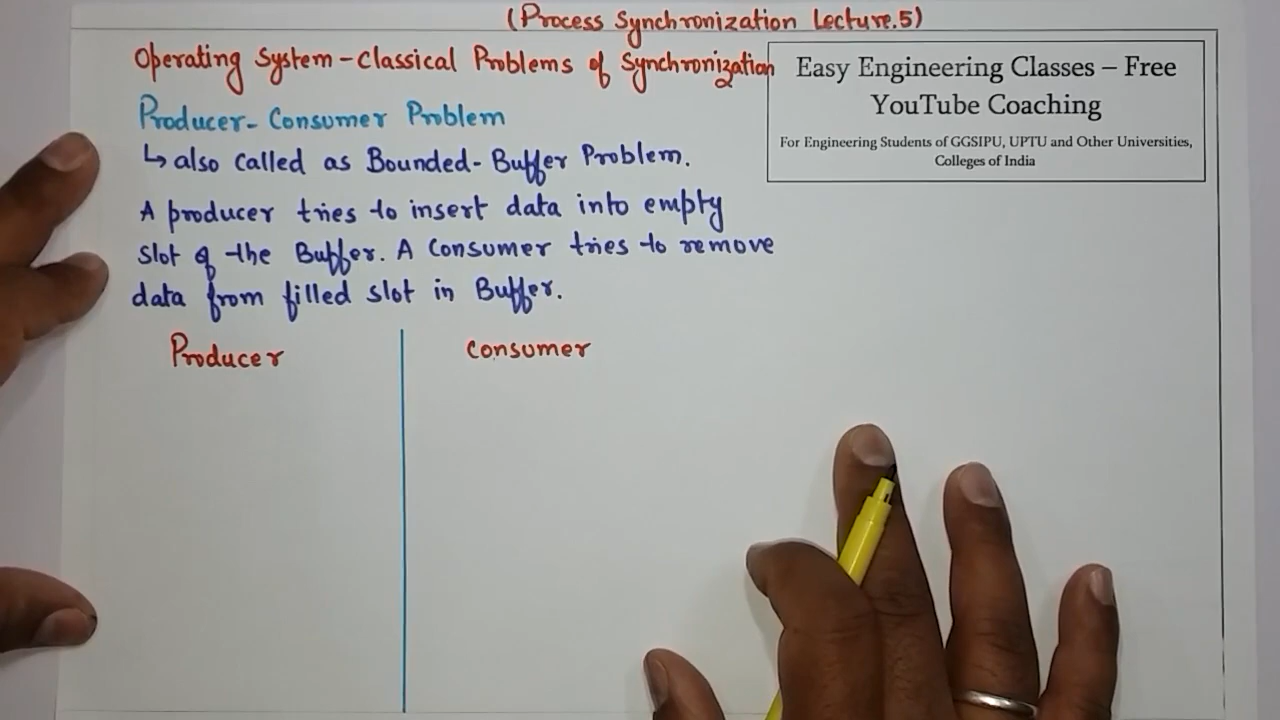 (Process Synchronization Lecture.5)
Operating System - Classical Problems of Synchronization
Easy Engineering Classes – Free
YouTube Coaching
For Engineering Students of GGSIPU, UPTU and Other Universities,
Colleges of India
Producer - Consumer Problem
↳ also called as Bounded - Buffer Problem.
A producer tries to insert data into empty
slot of the Buffer. A Consumer tries to remove
data from filled slot in Buffer.
Producer
Consumer